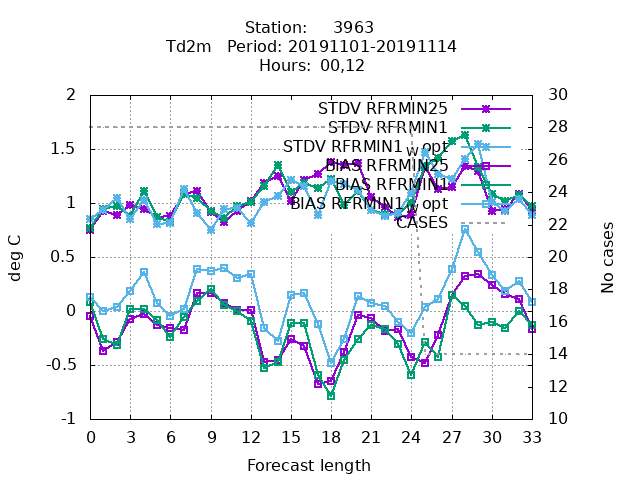 Station: 3963
Td2m Period: 20191101-20191114
Hours: 00,12
2
1.5
1
0.5
0
-0.5
-1
30
28
26
24
22
20
18
16
14
12
10
STDV RFRMIN25
STDV RFRMIN1
STDV RFRMIN1_w opt
BIAS RFRMIN25
BIAS RFRMIN1
BIAS RFRMIN1_w opt
CASES
deg C
No cases
0 3 6 9 12 15 18 21 24 27 30 33
Forecast length